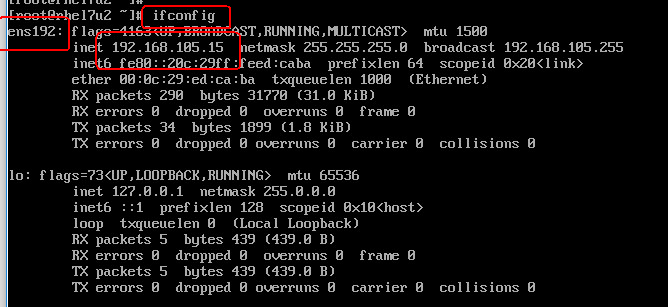 [root@rhel7u2 ~]#
[root@rhel7u2 ~]# ifconfig
ens192: flags=4163<UP,BROADCAST,RUNNING,MULTICAST>  mtu 1500
        inet 192.168.105.15  netmask 255.255.255.0  broadcast 192.168.105.255
        inet6 fe80::20c:29ff:feed:caba  prefixlen 64  scopeid 0x20<link>
        ether 00:0c:29:ed:ca:ba  txqueuelen 1000  (Ethernet)
        RX packets 290  bytes 31770 (31.0 KiB)
        RX errors 0  dropped 0  overruns 0  frame 0
        TX packets 34  bytes 1899 (1.8 KiB)
        TX errors 0  dropped 0 overruns 0  carrier 0  collisions 0

lo: flags=73<UP,LOOPBACK,RUNNING>  mtu 65536
        inet 127.0.0.1  netmask 255.0.0.0
        inet6 ::1  prefixlen 128  scopeid 0x10<host>
        loop  txqueuelen 0  (Local Loopback)
        RX packets 5  bytes 439 (439.0 B)
        RX errors 0  dropped 0  overruns 0  frame 0
        TX packets 5  bytes 439 (439.0 B)
        TX errors 0  dropped 0 overruns 0  carrier 0  collisions 0